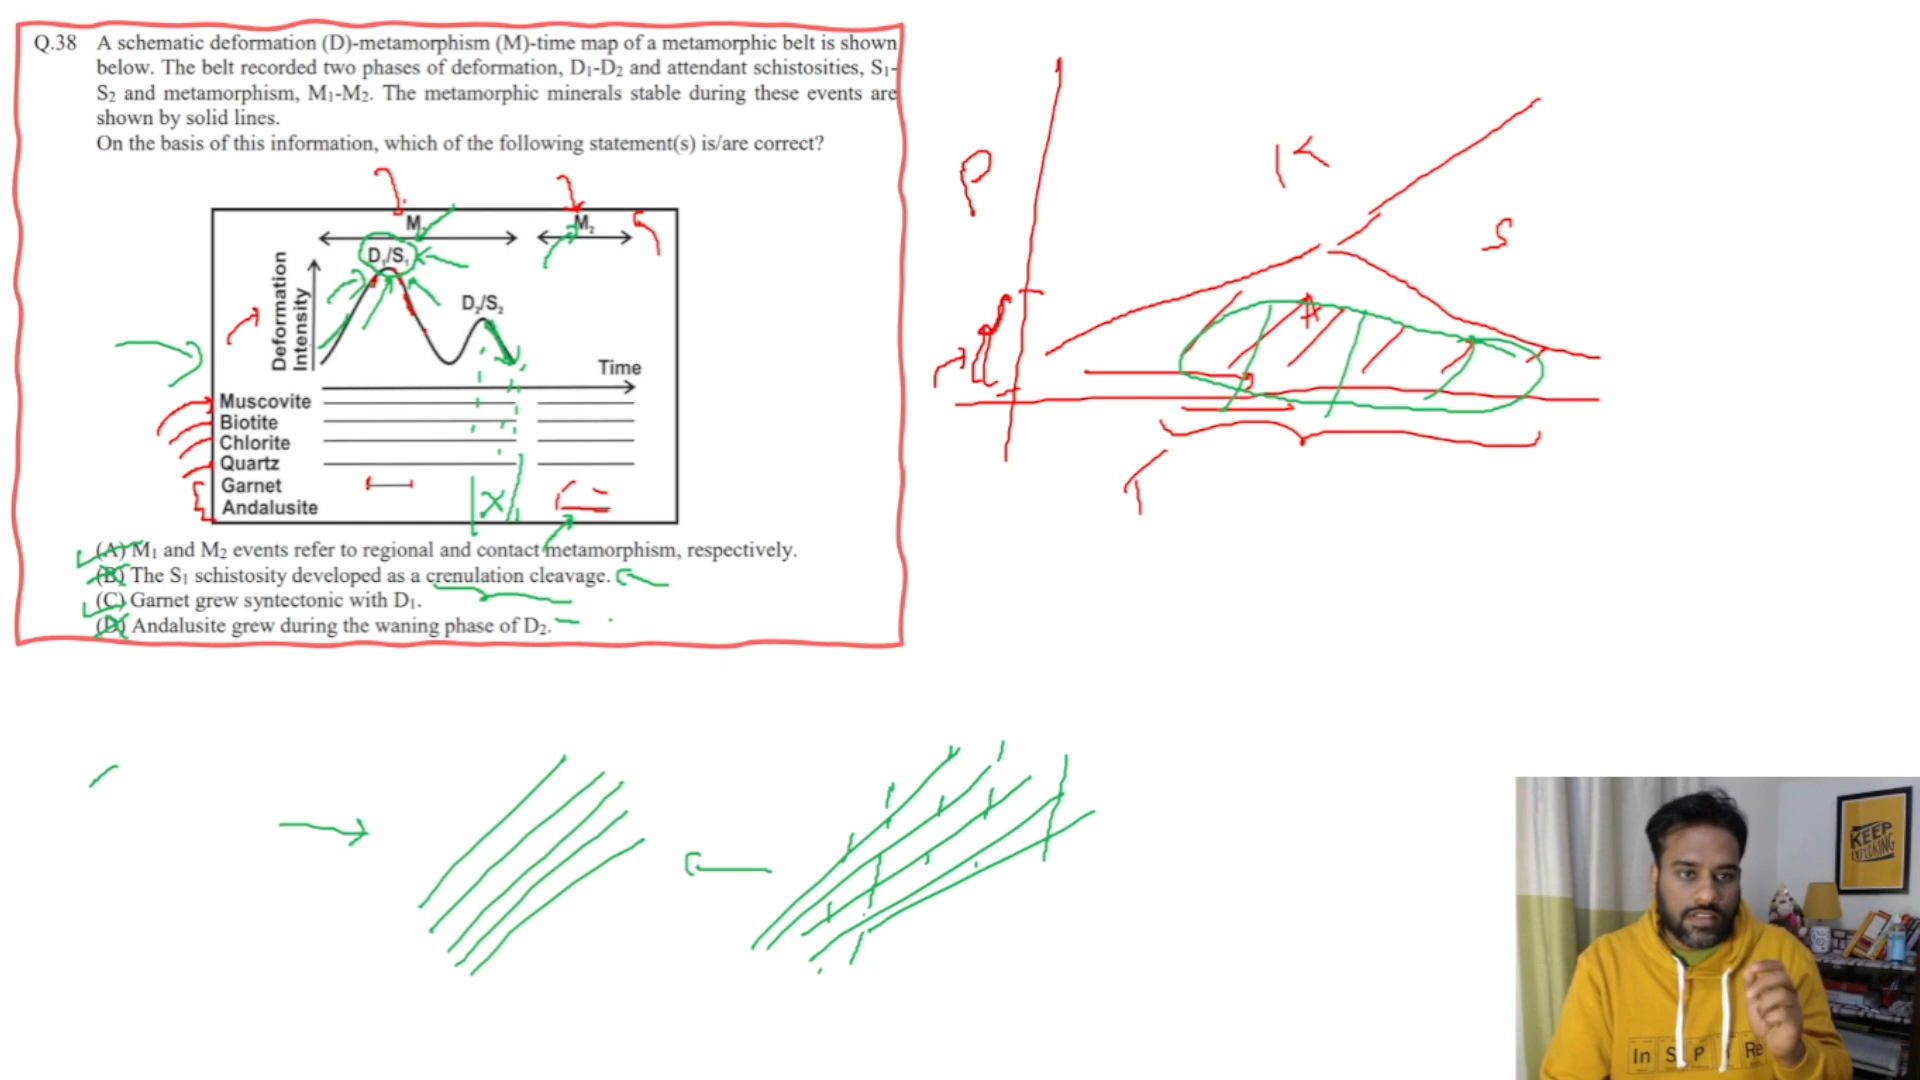 Q.38 A schematic deformation (D)-metamorphism (M)-time map of a metamorphic belt is shown
below. The belt recorded two phases of deformation, D₁-D₂ and attendant schistosities, S₁-
S₂ and metamorphism, M₁-M₂. The metamorphic minerals stable during these events are
shown by solid lines.
On the basis of this information, which of the following statement(s) is/are correct?
M₁
M₂
D₁/S₁
D₂/S₂
Deformation
Intensity
Time
Muscovite
Biotite
Chlorite
Quartz
Garnet
Andalusite
X
(A) M₁ and M₂ events refer to regional and contact metamorphism, respectively.
(B) The S₁ schistosity developed as a crenulation cleavage.
(C) Garnet grew syntectonic with D₁.
(D) Andalusite grew during the waning phase of D₂.
P
K
S
A
T
KEEP
EXPLORING
In S P Re